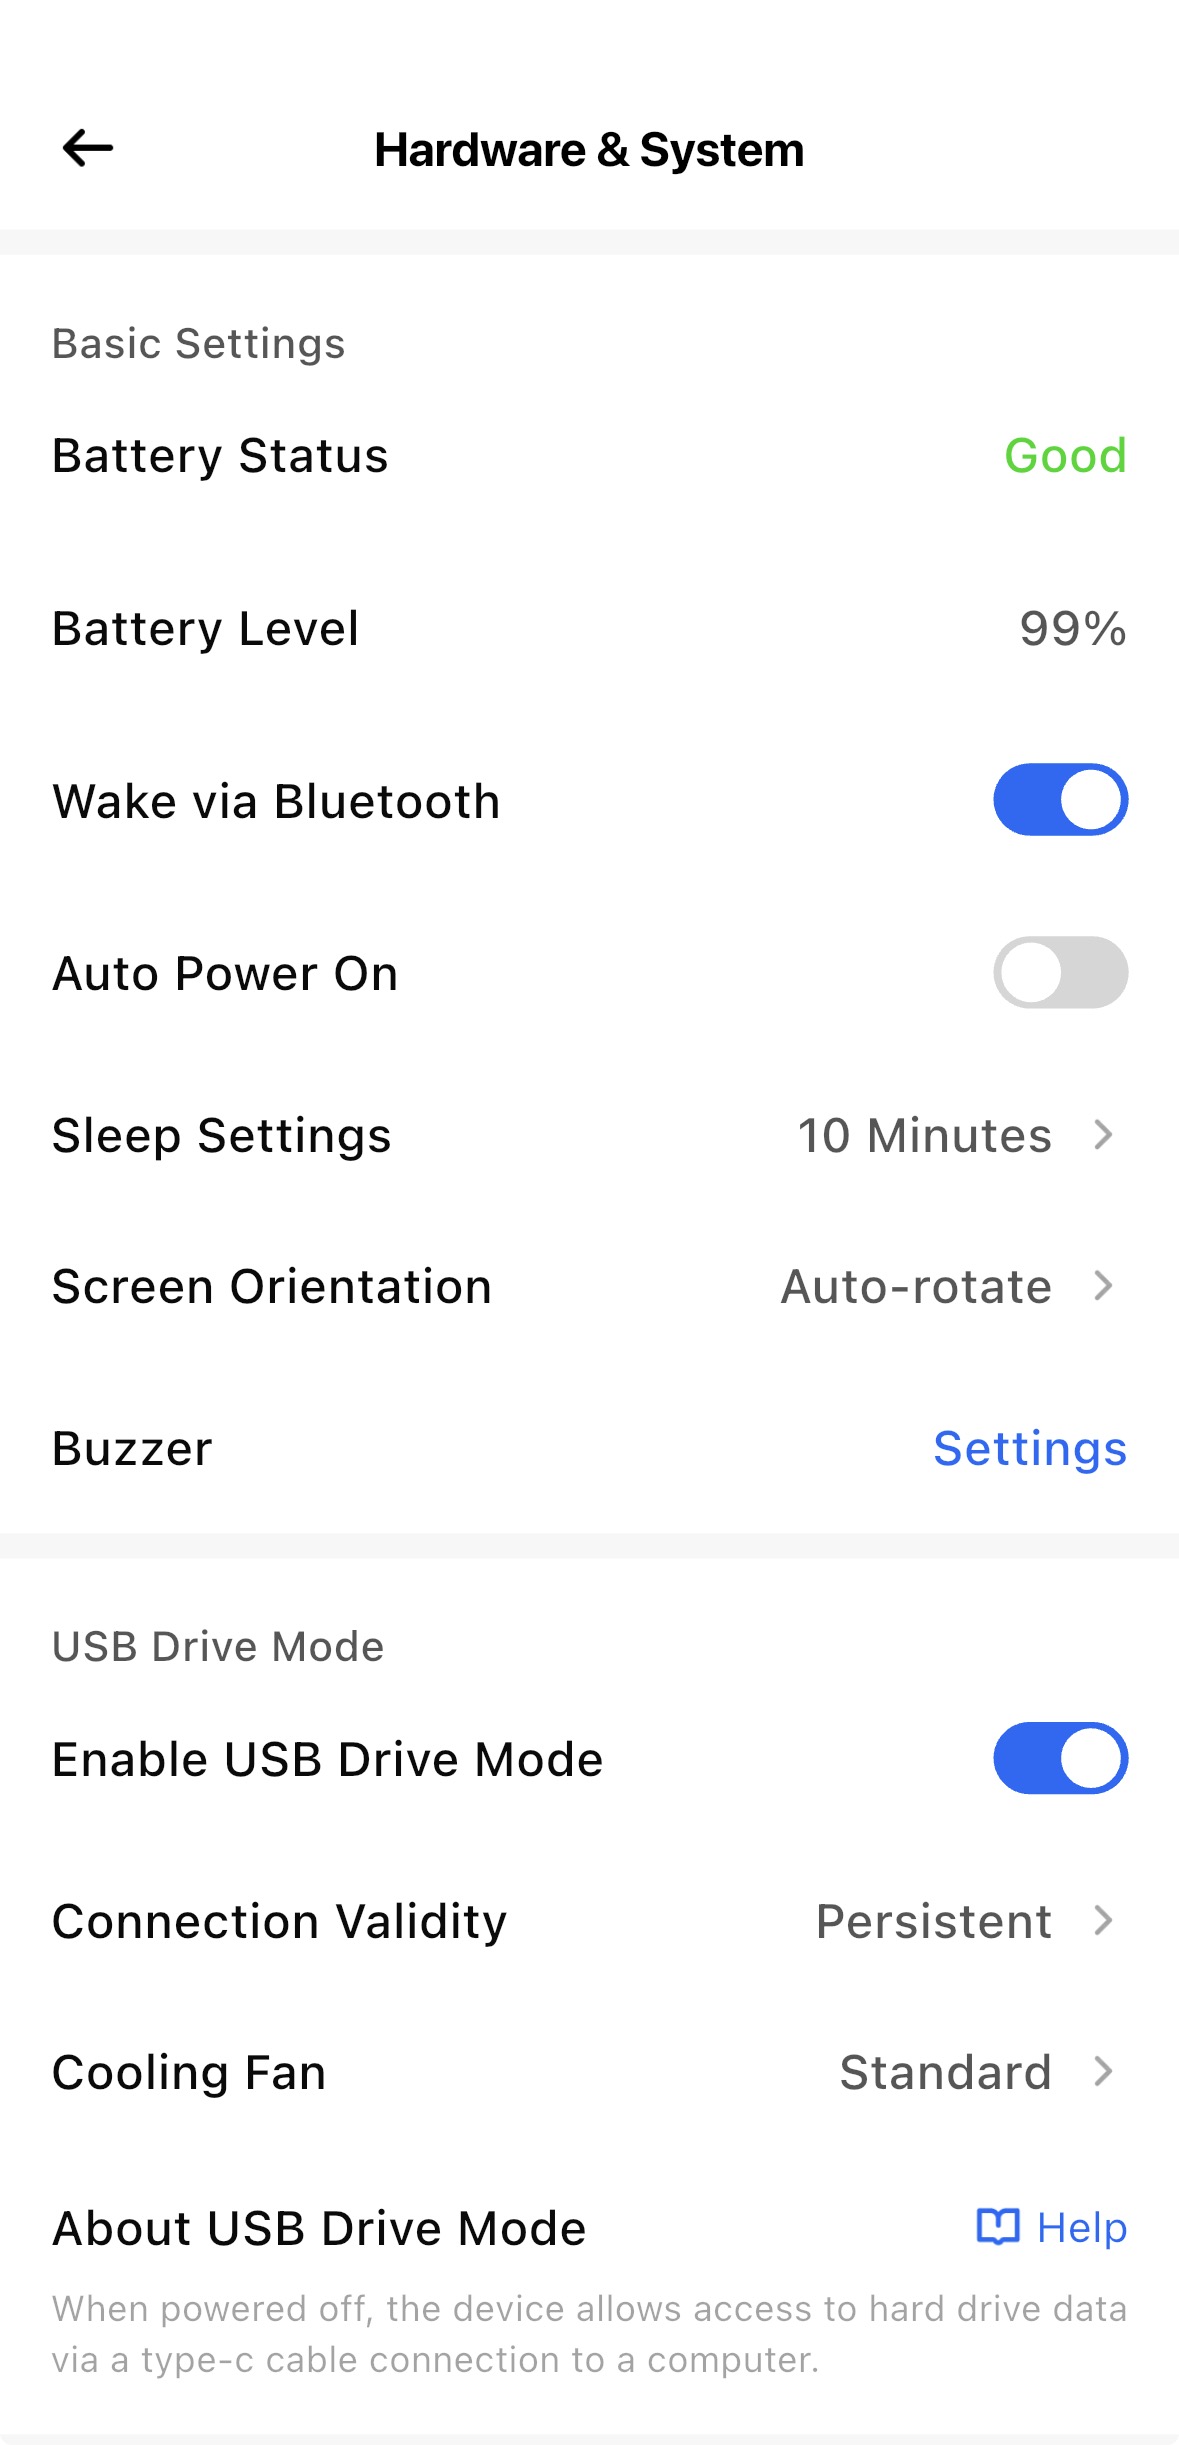 Hardware & System
Basic Settings
Battery Status Good
Battery Level 99%
Wake via Bluetooth
Auto Power On
Sleep Settings 10 Minutes
Screen Orientation Auto-rotate
Buzzer Settings
USB Drive Mode
Enable USB Drive Mode
Connection Validity Persistent
Cooling Fan Standard
About USB Drive Mode Help
When powered off, the device allows access to hard drive data
via a type-c cable connection to a computer.